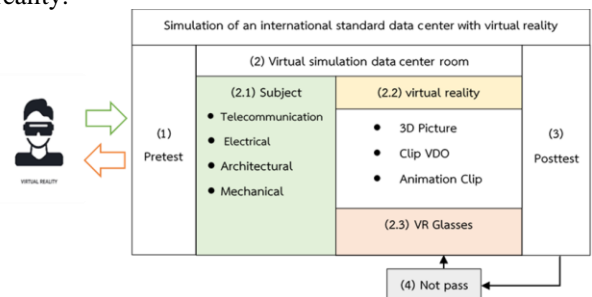 reality.
Simulation of an international standard data center with virtual reality
(2) Virtual simulation data center room
(1)
Pretest
(2.1) Subject
● Telecommunication
● Electrical
● Architectural
● Mechanical
(2.2) virtual reality
● 3D Picture
● Clip VDO
● Animation Clip
(2.3) VR Glasses
(3)
Posttest
VIRTUAL REALITY
(4) Not pass